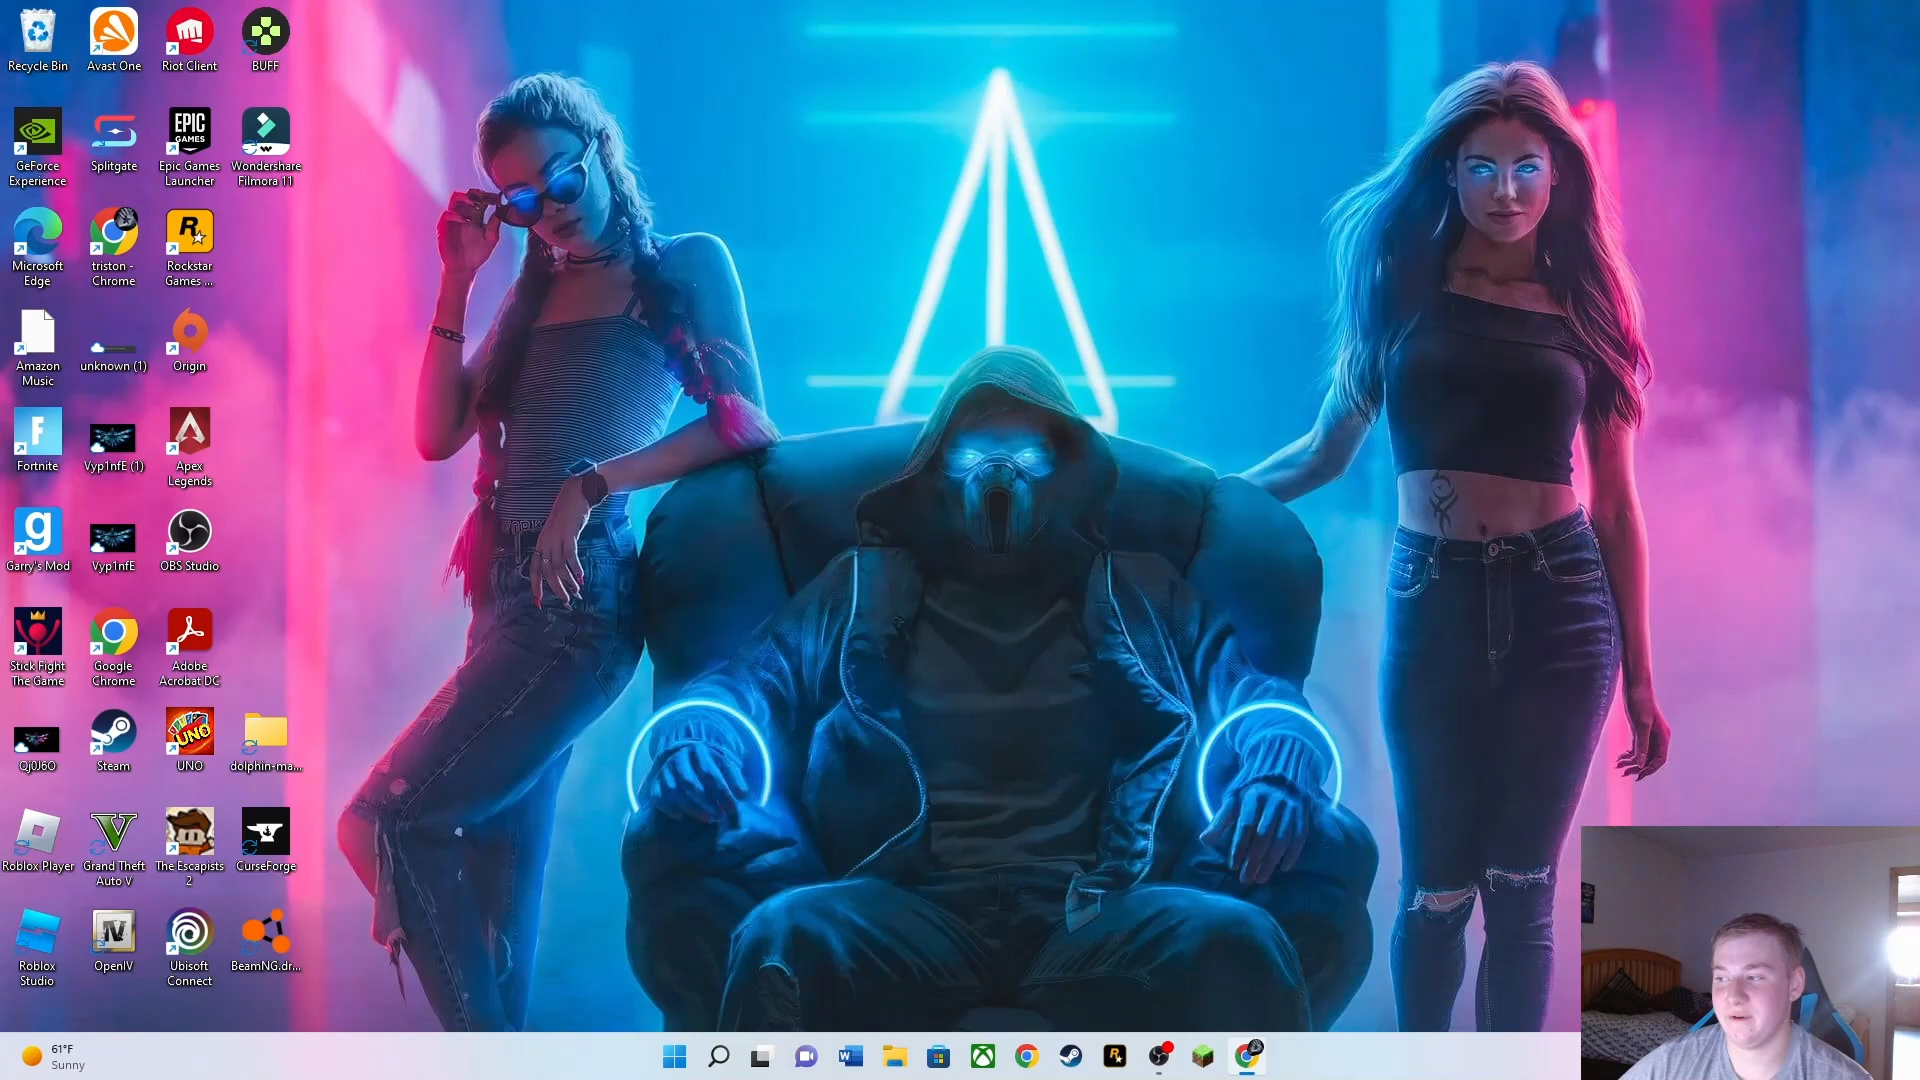 Recycle Bin
Avast One
Riot Client
BUFF
GeForce
Experience
Splitgate
EPIC
GAMES
Epic Games
Launcher
Wondershare
Filmora 11
Microsoft
Edge
triston -
Chrome
R
Rockstar
Games ...
Amazon
Music
unknown (1)
Origin
F
Fortnite
Vyp1nfE (1)
Apex
Legends
g
Garry's Mod
Vyp1nfE
OBS Studio
Stick Fight
The Game
Google
Chrome
Adobe
Acrobat DC
Qj0J6O
Steam
UNO
UNO
dolphin-ma...
Roblox Player
V
Grand Theft
Auto V
The Escapists
2
CurseForge
Roblox
Studio
IV
OpenIV
Ubisoft
Connect
BeamNG.dr...
61°F
Sunny
W
R